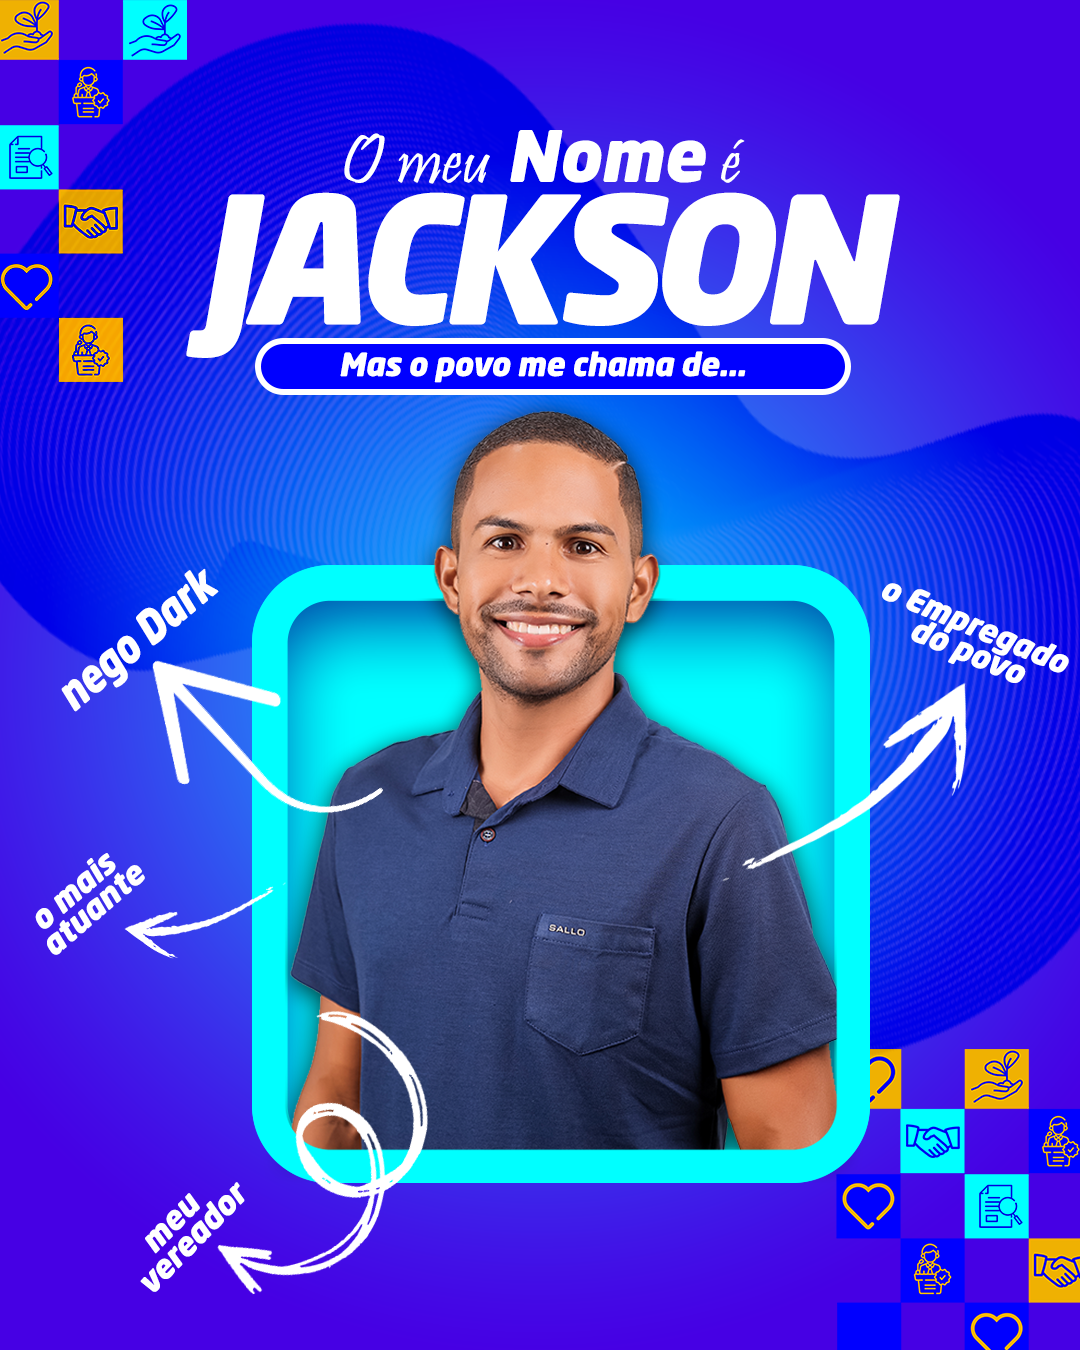 O meu Nome é
JACKSON
Mas o povo me chama de...
nego Dark
o Empregado
do povo
o mais
atuante
SALLO
meu
vereador